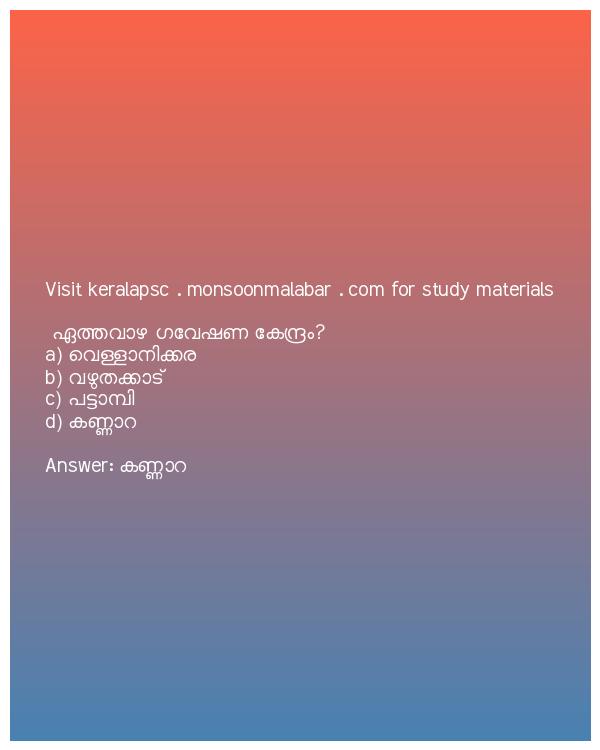 Visit keralapsc . monsoonmalabar . com for study materials
ഏത്തവാഴ ഗവേഷണ കേന്ദ്രം?
a) വെള്ളാനിക്കര
b) വഴുതക്കാട്
c) പട്ടാമ്പി
d) കണ്ണാറ
Answer: കണ്ണാറ